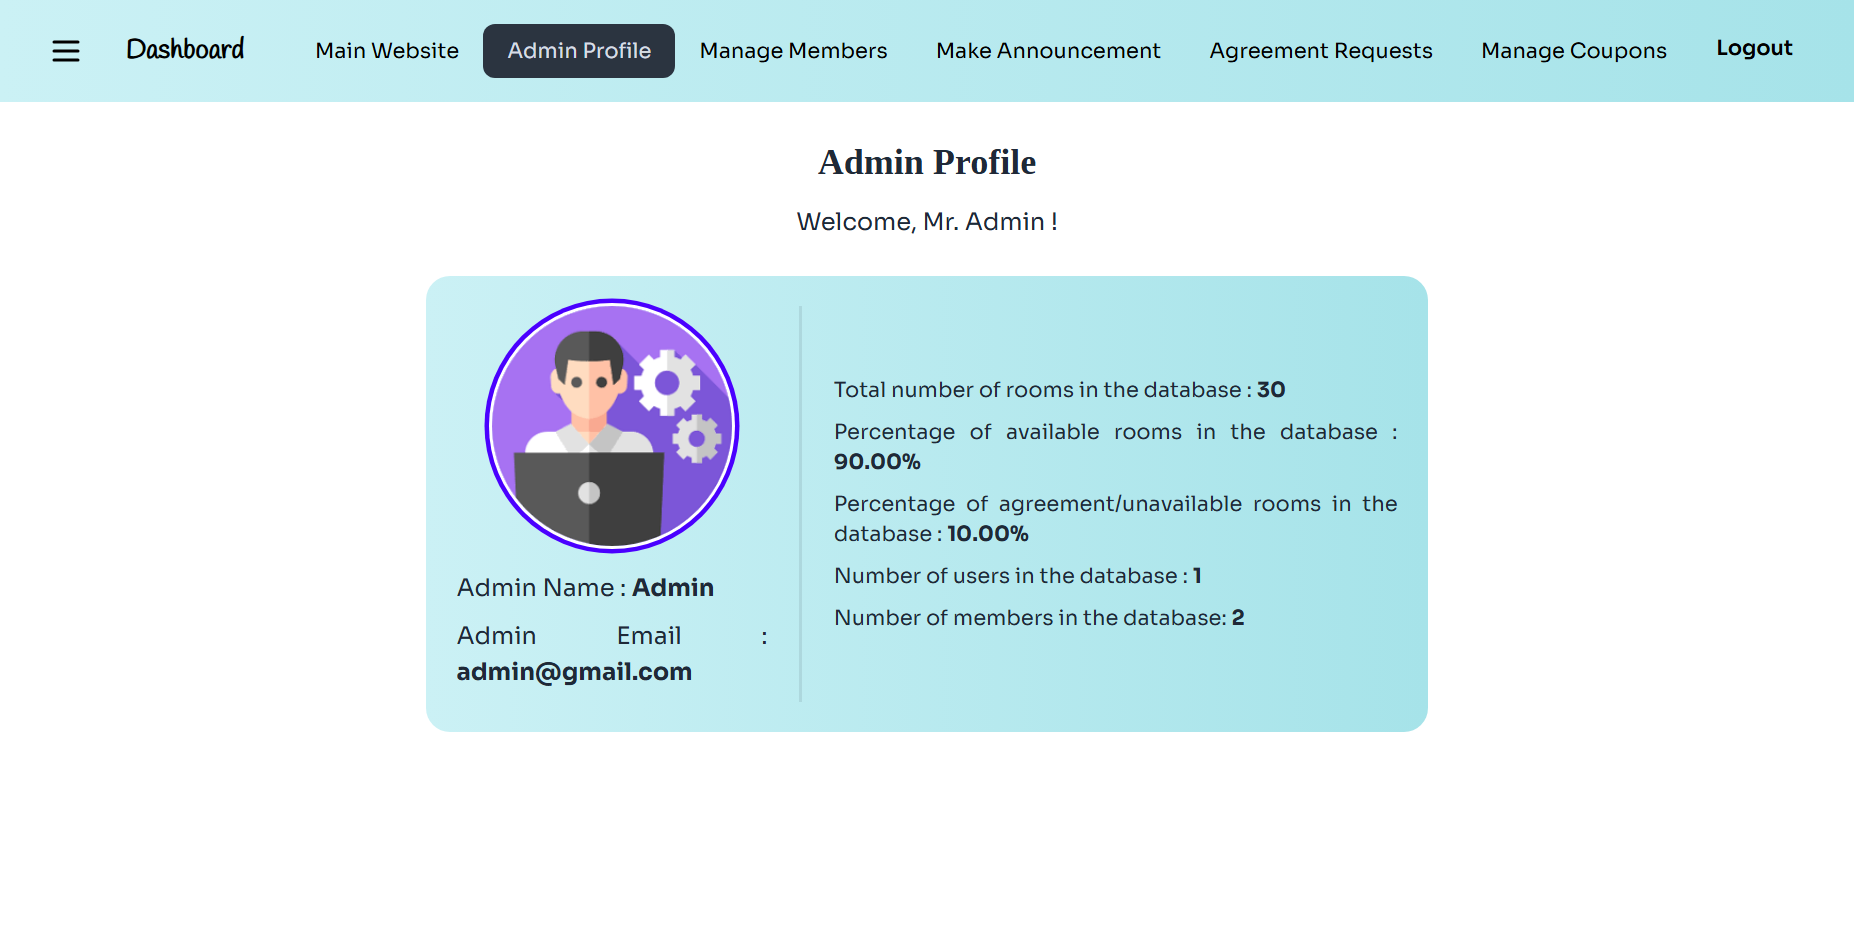 Dashboard Main Website Admin Profile Manage Members Make Announcement Agreement Requests Manage Coupons Logout
Admin Profile
Welcome, Mr. Admin !
Admin Name : Admin
Admin Email :
admin@gmail.com
Total number of rooms in the database : 30
Percentage of available rooms in the database :
90.00%
Percentage of agreement/unavailable rooms in the
database : 10.00%
Number of users in the database : 1
Number of members in the database: 2